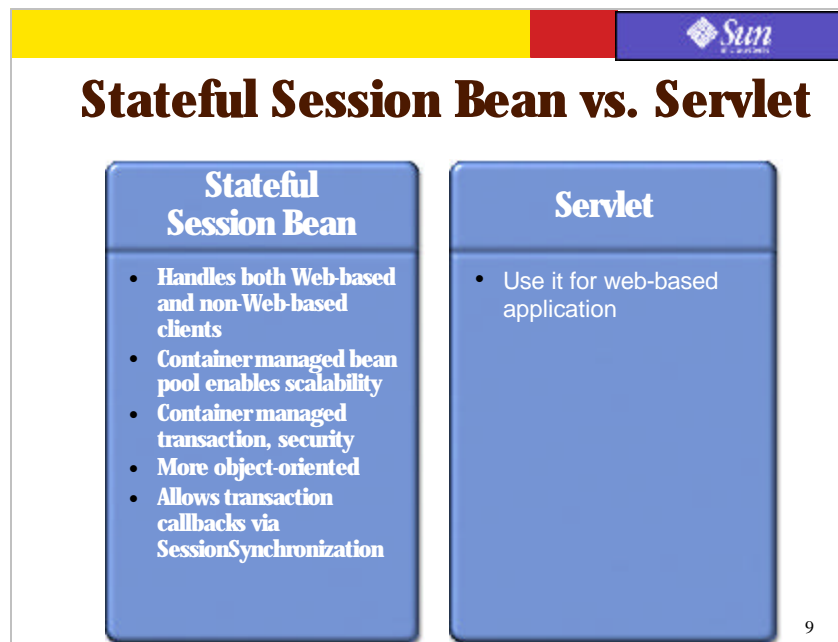 Sun
Stateful Session Bean vs. Servlet
Stateful
Session Bean
• Handles both Web-based
and non-Web-based
clients
• Container managed bean
pool enables scalability
• Container managed
transaction, security
• More object-oriented
• Allows transaction
callbacks via
SessionSynchronization
Servlet
• Use it for web-based
application
9